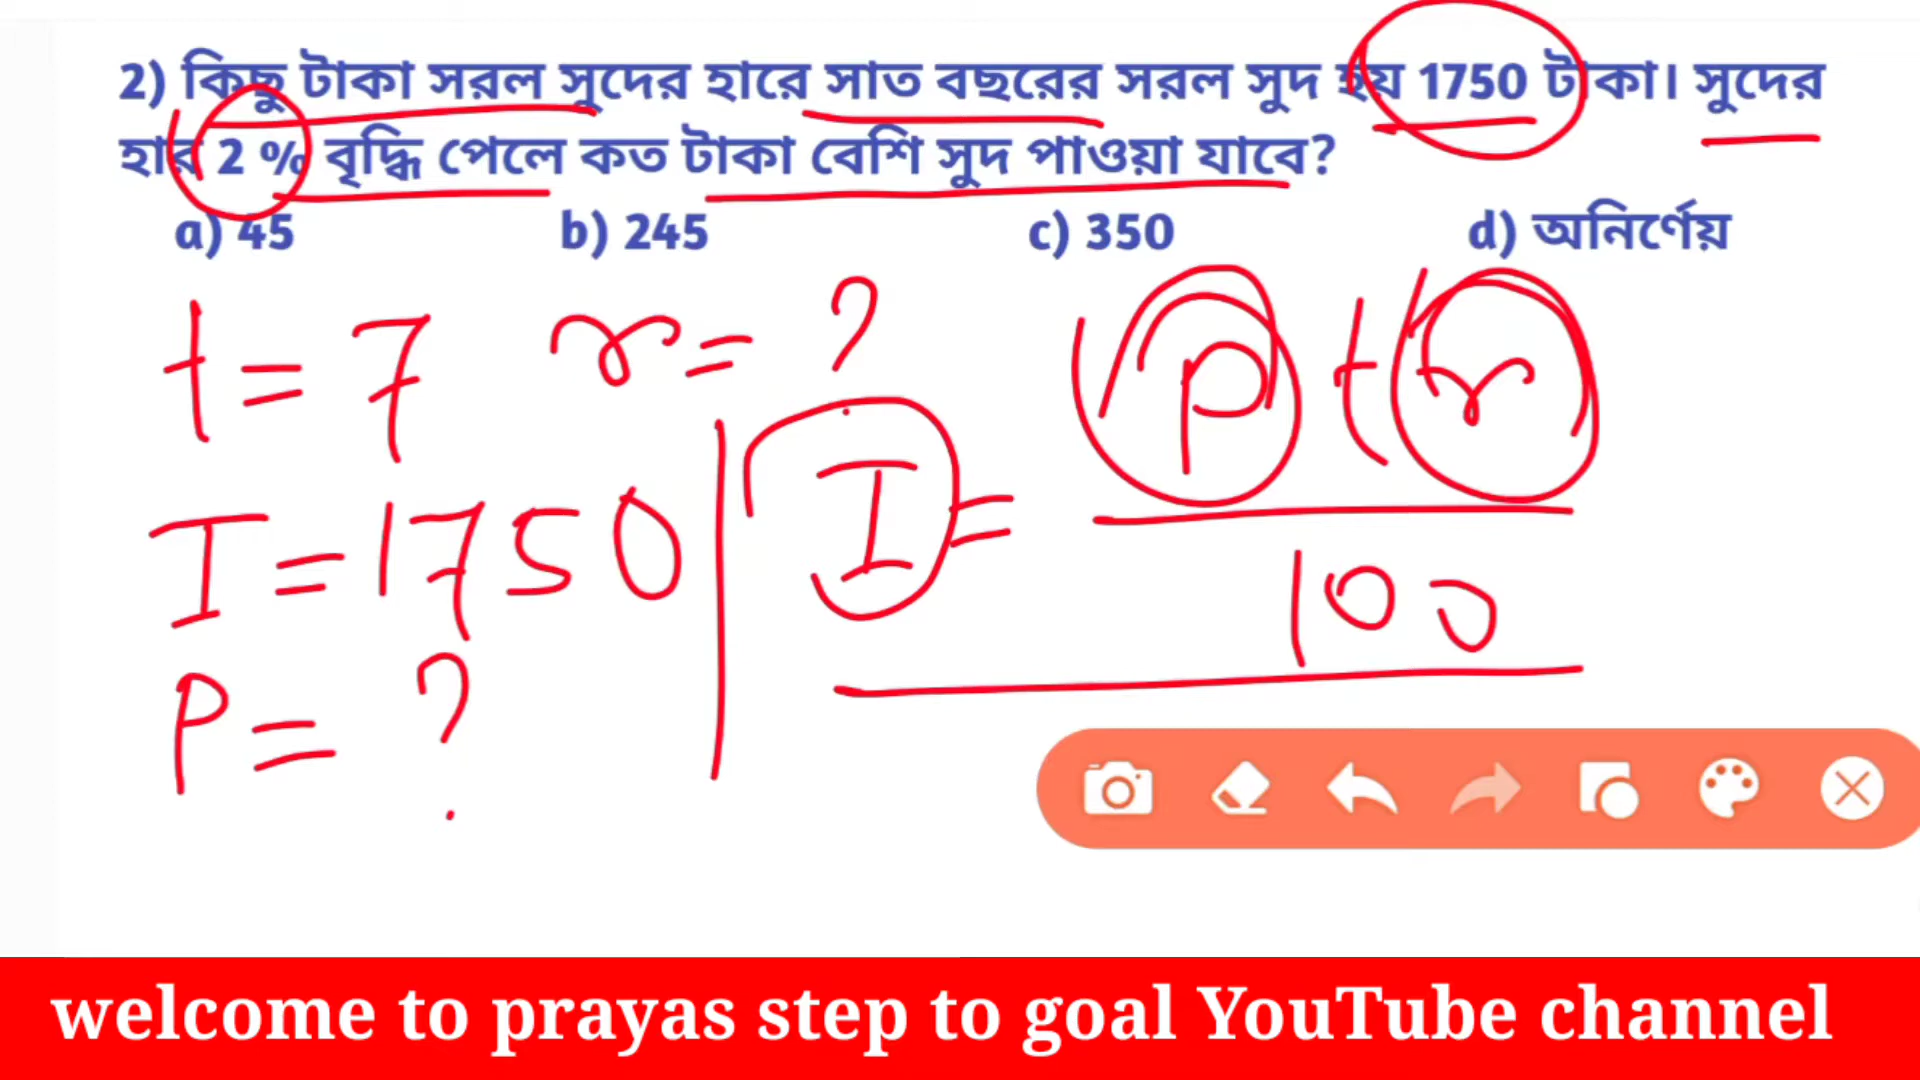 2) কিছু টাকা সরল সুদের হারে সাত বছরের সরল সুদ হয় 1750 টাকা। সুদের
হার 2 % বৃদ্ধি পেলে কত টাকা বেশি সুদ পাওয়া যাবে?
a) 45 b) 245 c) 350 d) অনির্ণেয়
t = 7 r = ? p t r
I = 1750 I =
100
P = ?
welcome to prayas step to goal YouTube channel